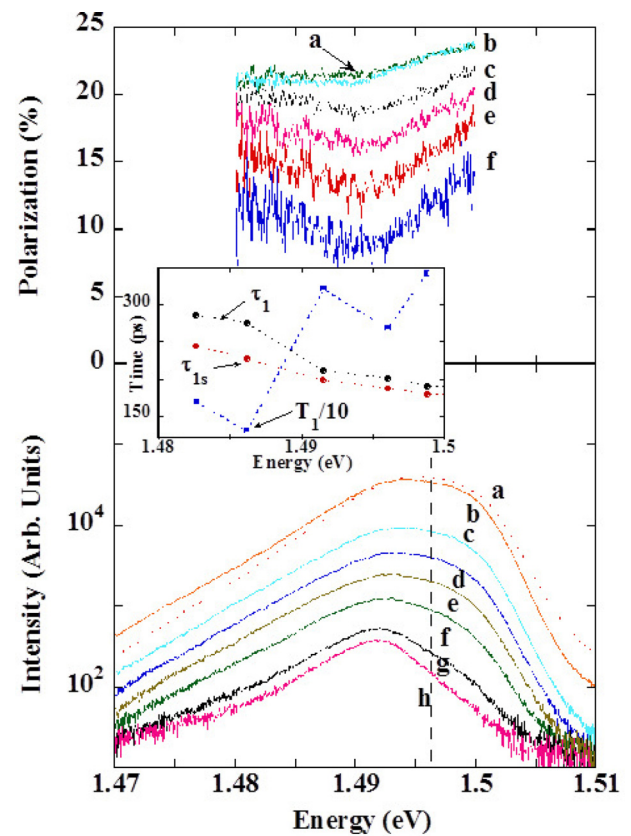 25
20
15
10
5
0
Polarization (%)
a
b
c
d
e
f
300
150
Time (ps)
τ1
τ1s
T1/10
1.48
1.49
1.5
Energy (eV)
10^4
10^2
Intensity (Arb. Units)
a
b
c
d
e
f
g
h
1.47
1.48
1.49
1.5
1.51
Energy (eV)